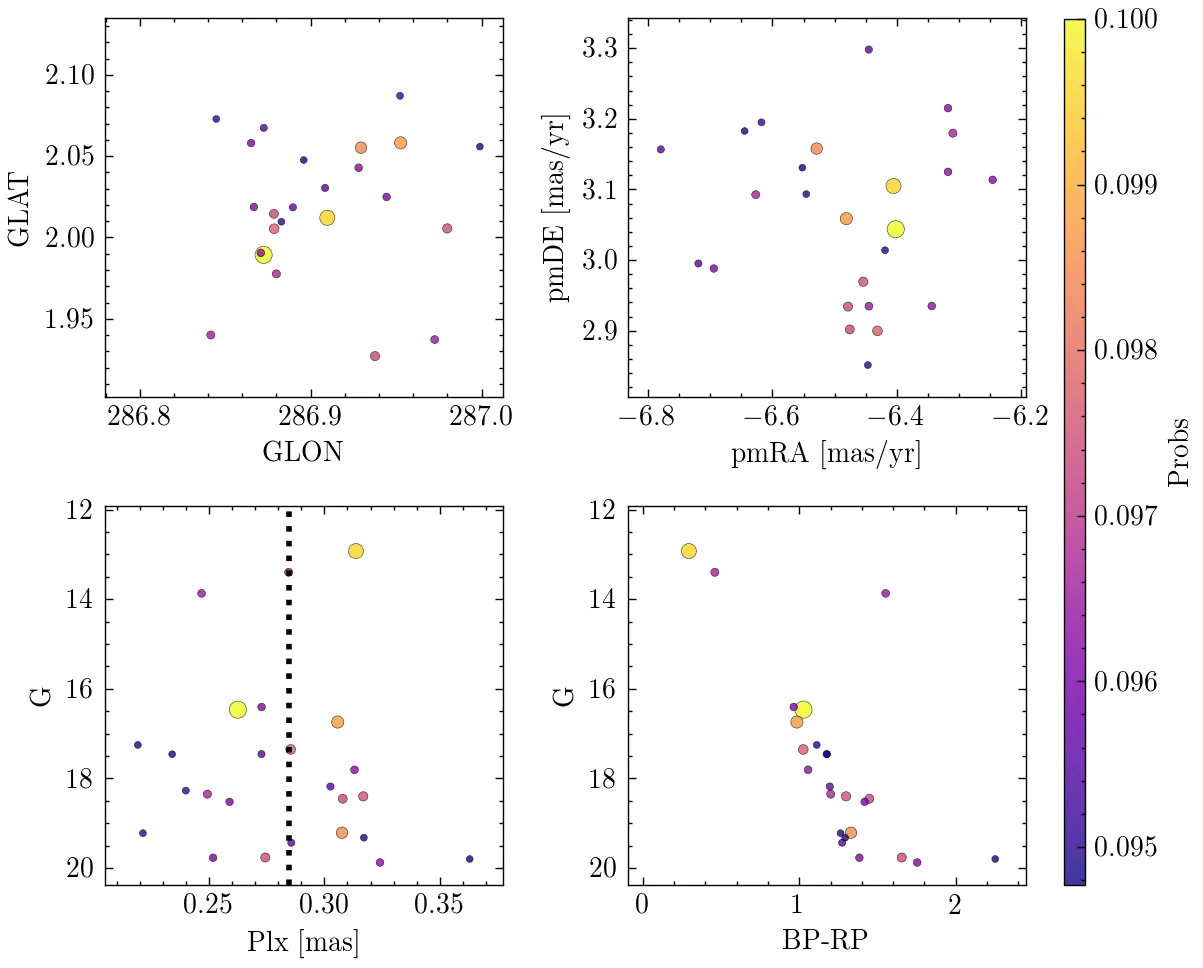 2.10
2.05
2.00
1.95
GLAT
286.8 286.9 287.0
GLON
3.3
3.2
3.1
3.0
2.9
pmDE [mas/yr]
−6.8 −6.6 −6.4 −6.2
pmRA [mas/yr]
12
14
16
18
20
G
0.25 0.30 0.35
Plx [mas]
12
14
16
18
20
G
0 1 2
BP-RP
0.100
0.099
0.098
0.097
0.096
0.095
Probs